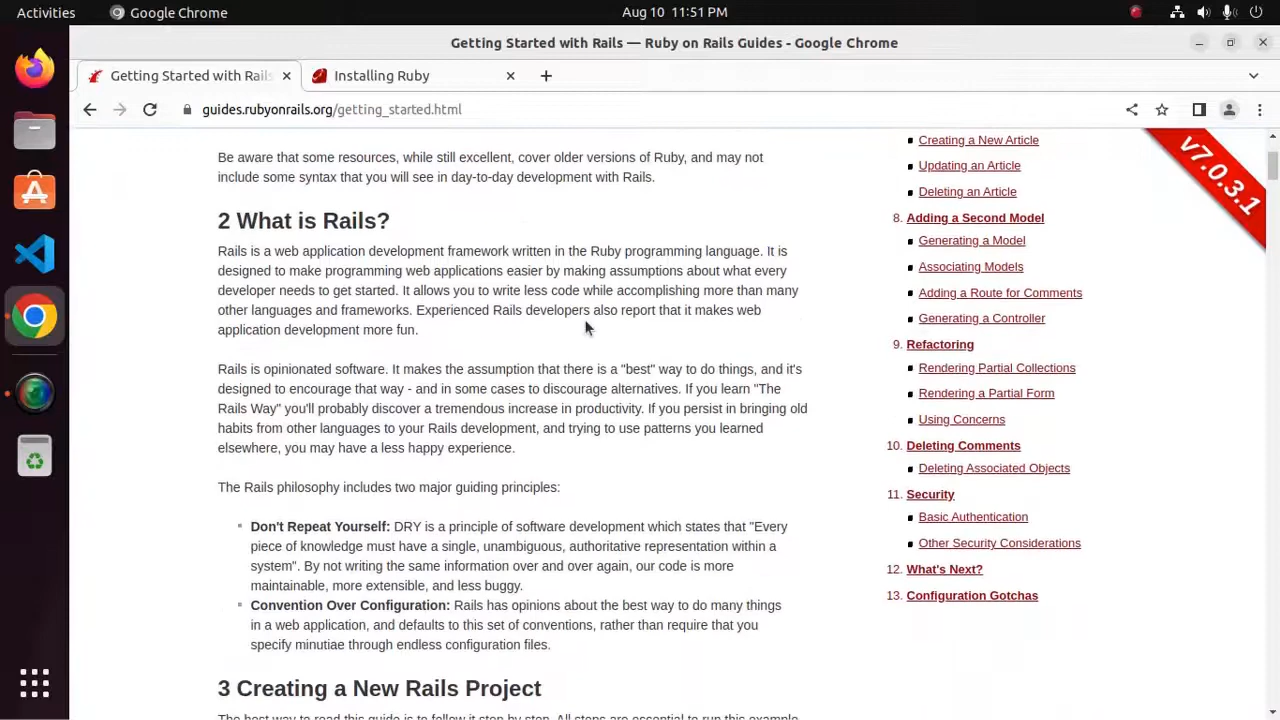 Activities
Google Chrome
Aug 10 11:51 PM
Getting Started with Rails — Ruby on Rails Guides - Google Chrome
Getting Started with Rails
Installing Ruby
guides.rubyonrails.org/getting_started.html
Be aware that some resources, while still excellent, cover older versions of Ruby, and may not
include some syntax that you will see in day-to-day development with Rails.
2 What is Rails?
Rails is a web application development framework written in the Ruby programming language. It is
designed to make programming web applications easier by making assumptions about what every
developer needs to get started. It allows you to write less code while accomplishing more than many
other languages and frameworks. Experienced Rails developers also report that it makes web
application development more fun.
Rails is opinionated software. It makes the assumption that there is a "best" way to do things, and it's
designed to encourage that way - and in some cases to discourage alternatives. If you learn "The
Rails Way" you'll probably discover a tremendous increase in productivity. If you persist in bringing old
habits from other languages to your Rails development, and trying to use patterns you learned
elsewhere, you may have a less happy experience.
The Rails philosophy includes two major guiding principles:
Don't Repeat Yourself: DRY is a principle of software development which states that "Every
piece of knowledge must have a single, unambiguous, authoritative representation within a
system". By not writing the same information over and over again, our code is more
maintainable, more extensible, and less buggy.
Convention Over Configuration: Rails has opinions about the best way to do many things
in a web application, and defaults to this set of conventions, rather than require that you
specify minutiae through endless configuration files.
3 Creating a New Rails Project
The best way to read this guide is to follow it step by step. All steps are essential to run this example
Creating a New Article
Updating an Article
Deleting an Article
8. Adding a Second Model
Generating a Model
Associating Models
Adding a Route for Comments
Generating a Controller
9. Refactoring
Rendering Partial Collections
Rendering a Partial Form
Using Concerns
10. Deleting Comments
Deleting Associated Objects
11. Security
Basic Authentication
Other Security Considerations
12. What's Next?
13. Configuration Gotchas
v7.0.3.1